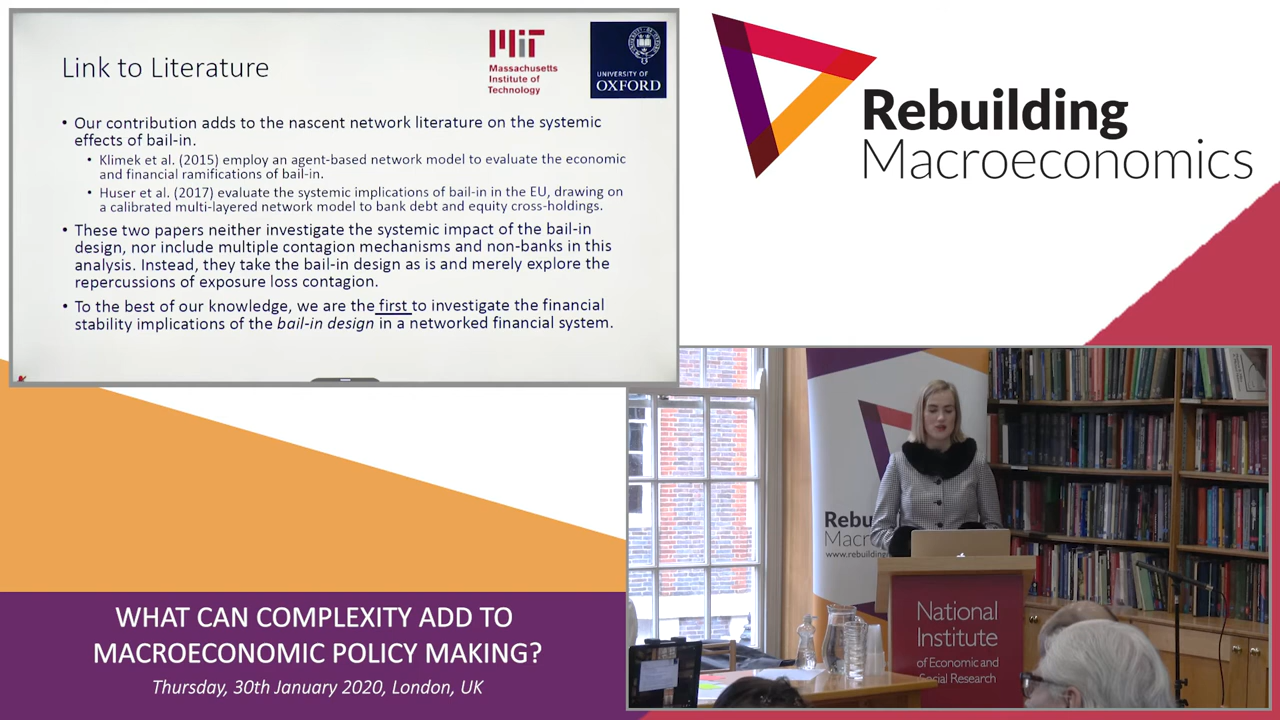 Link to Literature
Massachusetts
Institute of
Technology
UNIVERSITY OF
OXFORD
• Our contribution adds to the nascent network literature on the systemic
effects of bail-in.
• Klimek et al. (2015) employ an agent-based network model to evaluate the economic
and financial ramifications of bail-in.
• Huser et al. (2017) evaluate the systemic implications of bail-in in the EU, drawing on
a calibrated multi-layered network model to bank debt and equity cross-holdings.
• These two papers neither investigate the systemic impact of the bail-in
design, nor include multiple contagion mechanisms and non-banks in this
analysis. Instead, they take the bail-in design as is and merely explore the
repercussions of exposure loss contagion.
• To the best of our knowledge, we are the first to investigate the financial
stability implications of the bail-in design in a networked financial system.
Rebuilding
Macroeconomics
WHAT CAN COMPLEXITY ADD TO
MACROECONOMIC POLICY MAKING?
Thursday, 30th January 2020, London, UK
Rebu
Macro
www.rebuildin
National
Institute
of Economic and
Social Research